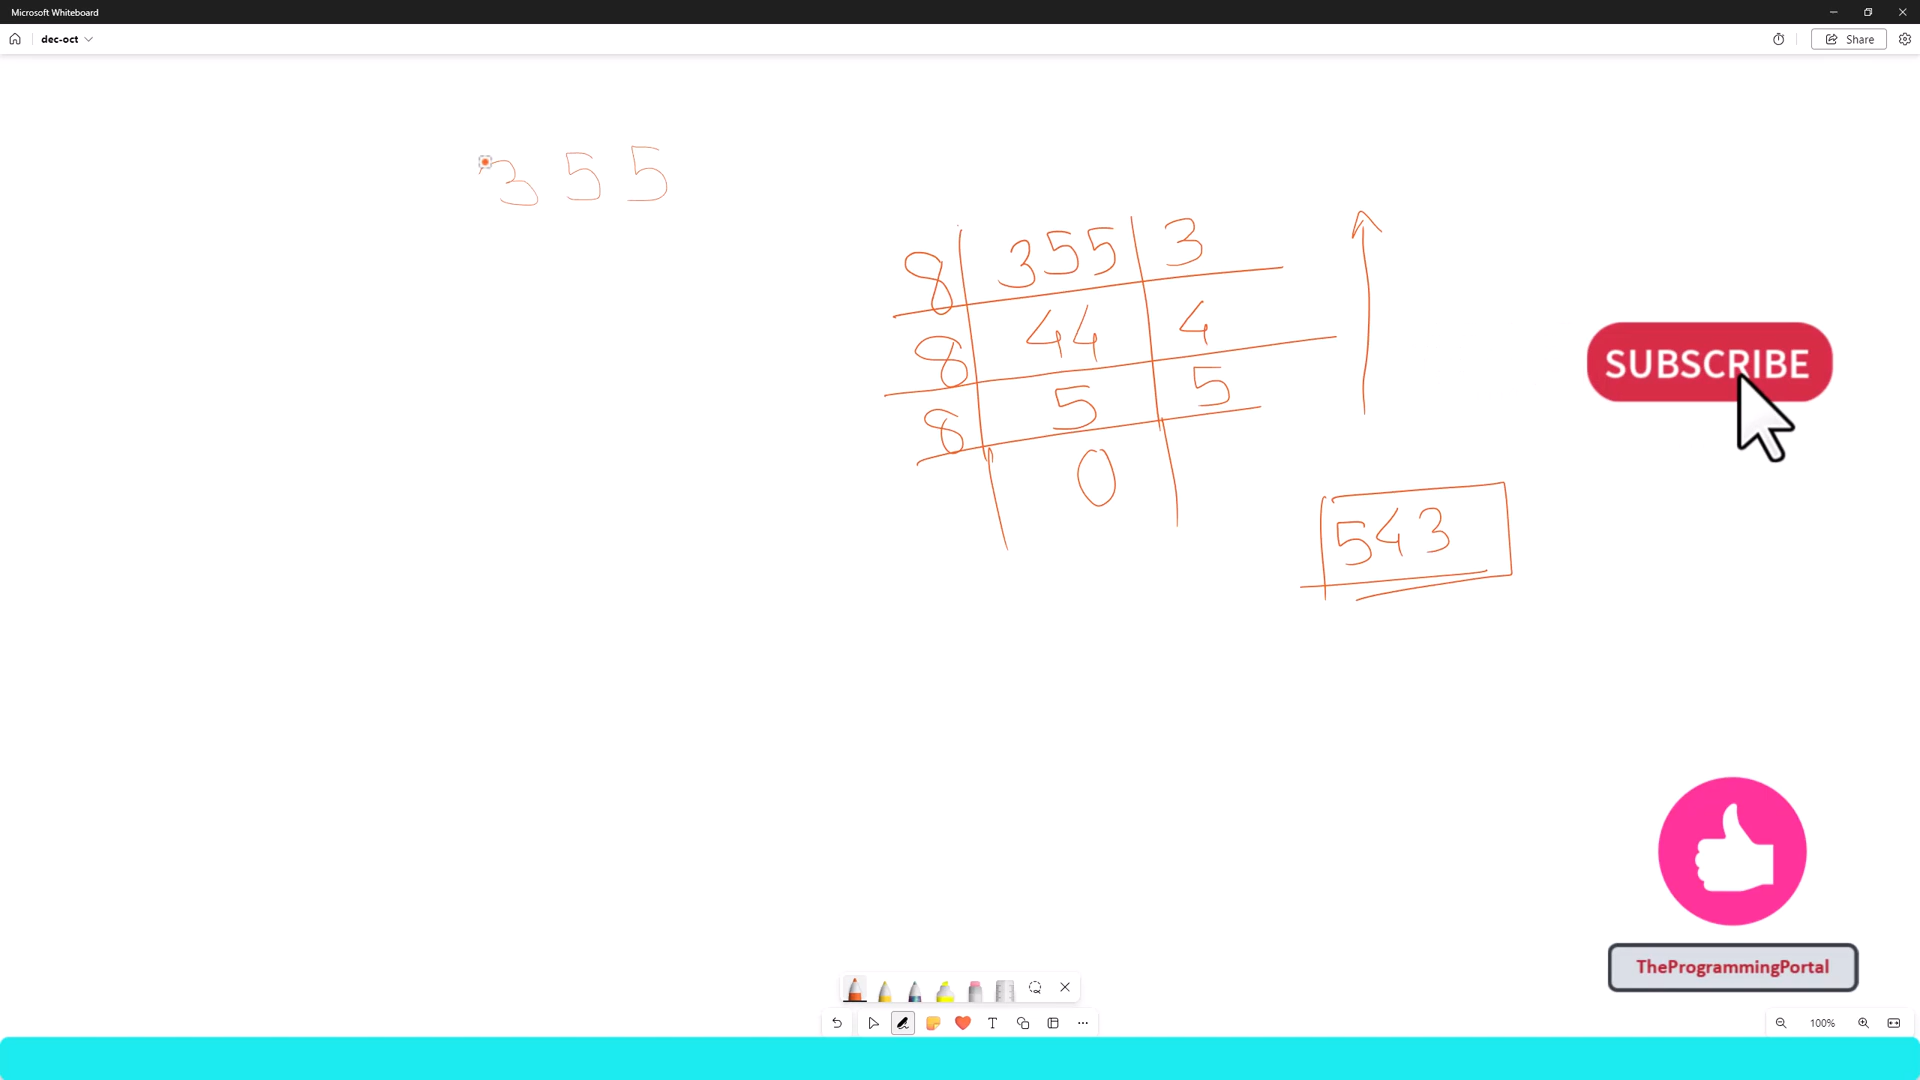 Microsoft Whiteboard
dec-oct
Share
355
8 355 3
8 44 4
8 5 5
0
543
SUBSCRIBE
TheProgrammingPortal
100%